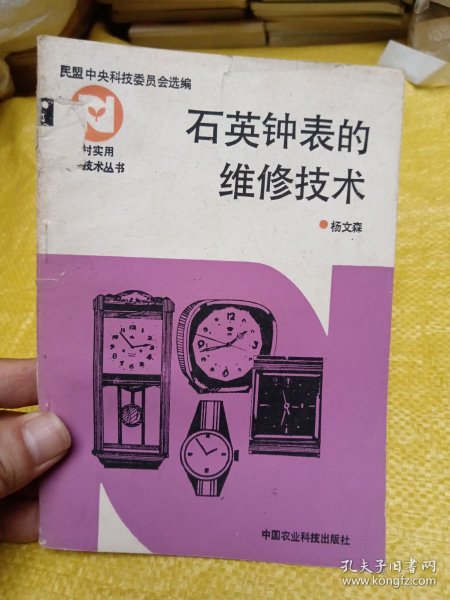 民盟中央科技委员会选编
村实用
技术丛书
石英钟表的
维修技术
杨文森
中国农业科技出版社
孔夫子旧书网
www.kongfz.com